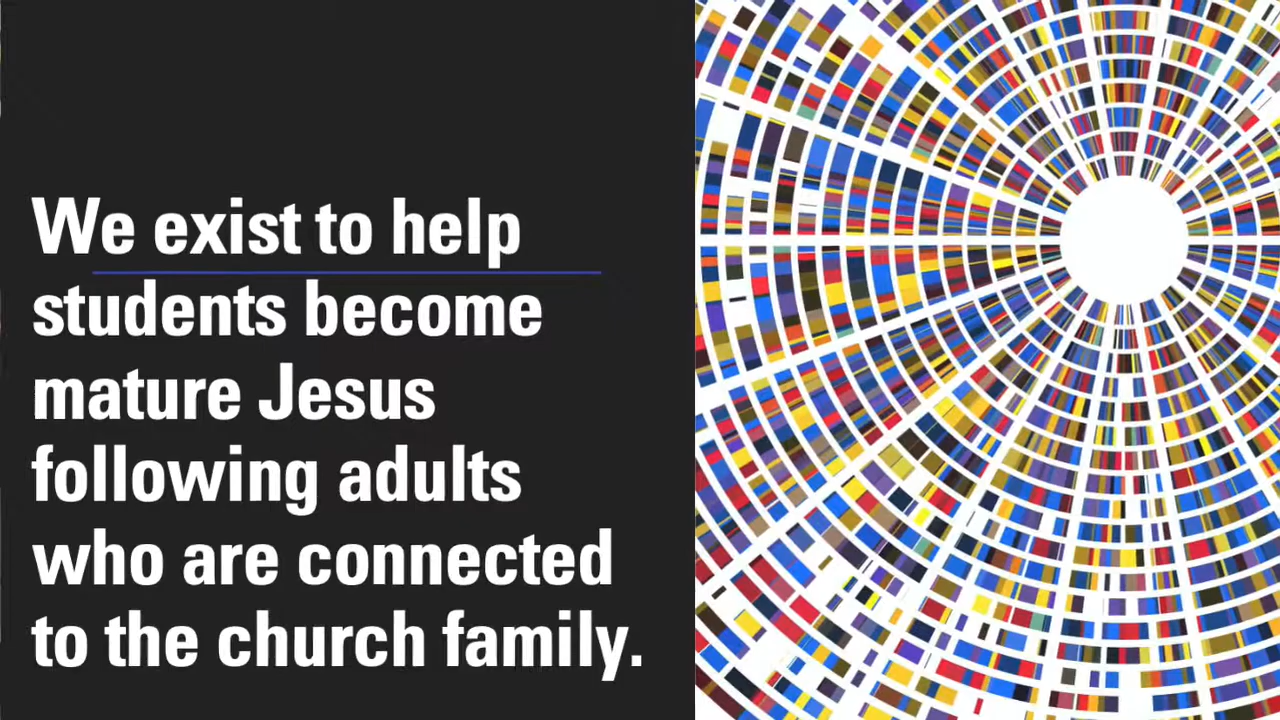 We exist to help
students become
mature Jesus
following adults
who are connected
to the church family.